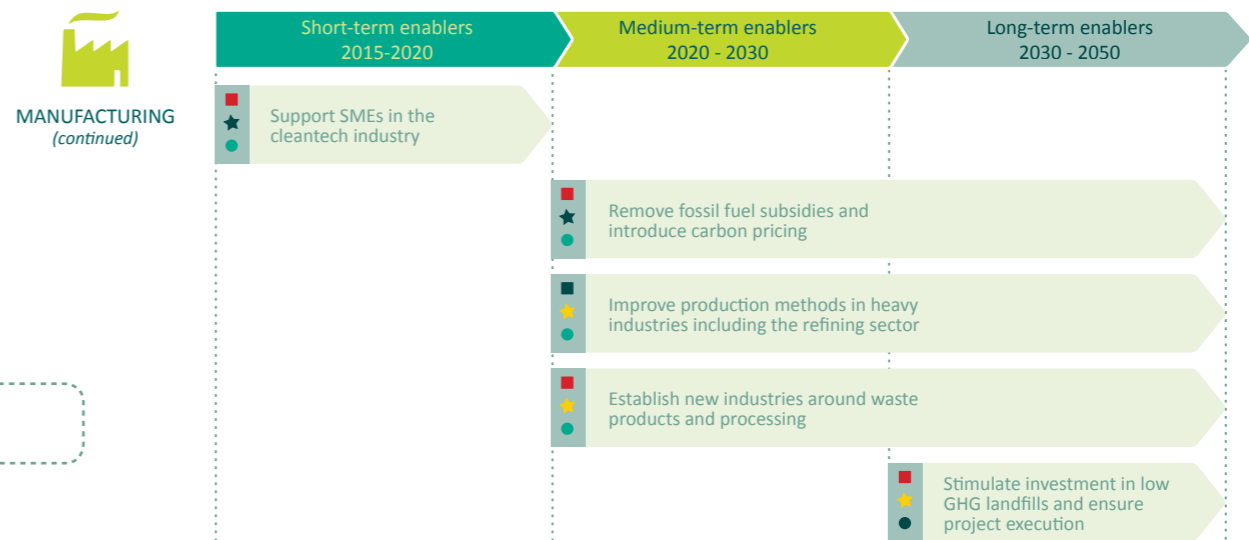 MANUFACTURING
(continued)
Short-term enablers
2015-2020
Medium-term enablers
2020 - 2030
Long-term enablers
2030 - 2050
Support SMEs in the
cleantech industry
Remove fossil fuel subsidies and
introduce carbon pricing
Improve production methods in heavy
industries including the refining sector
Establish new industries around waste
products and processing
Stimulate investment in low
GHG landfills and ensure
project execution